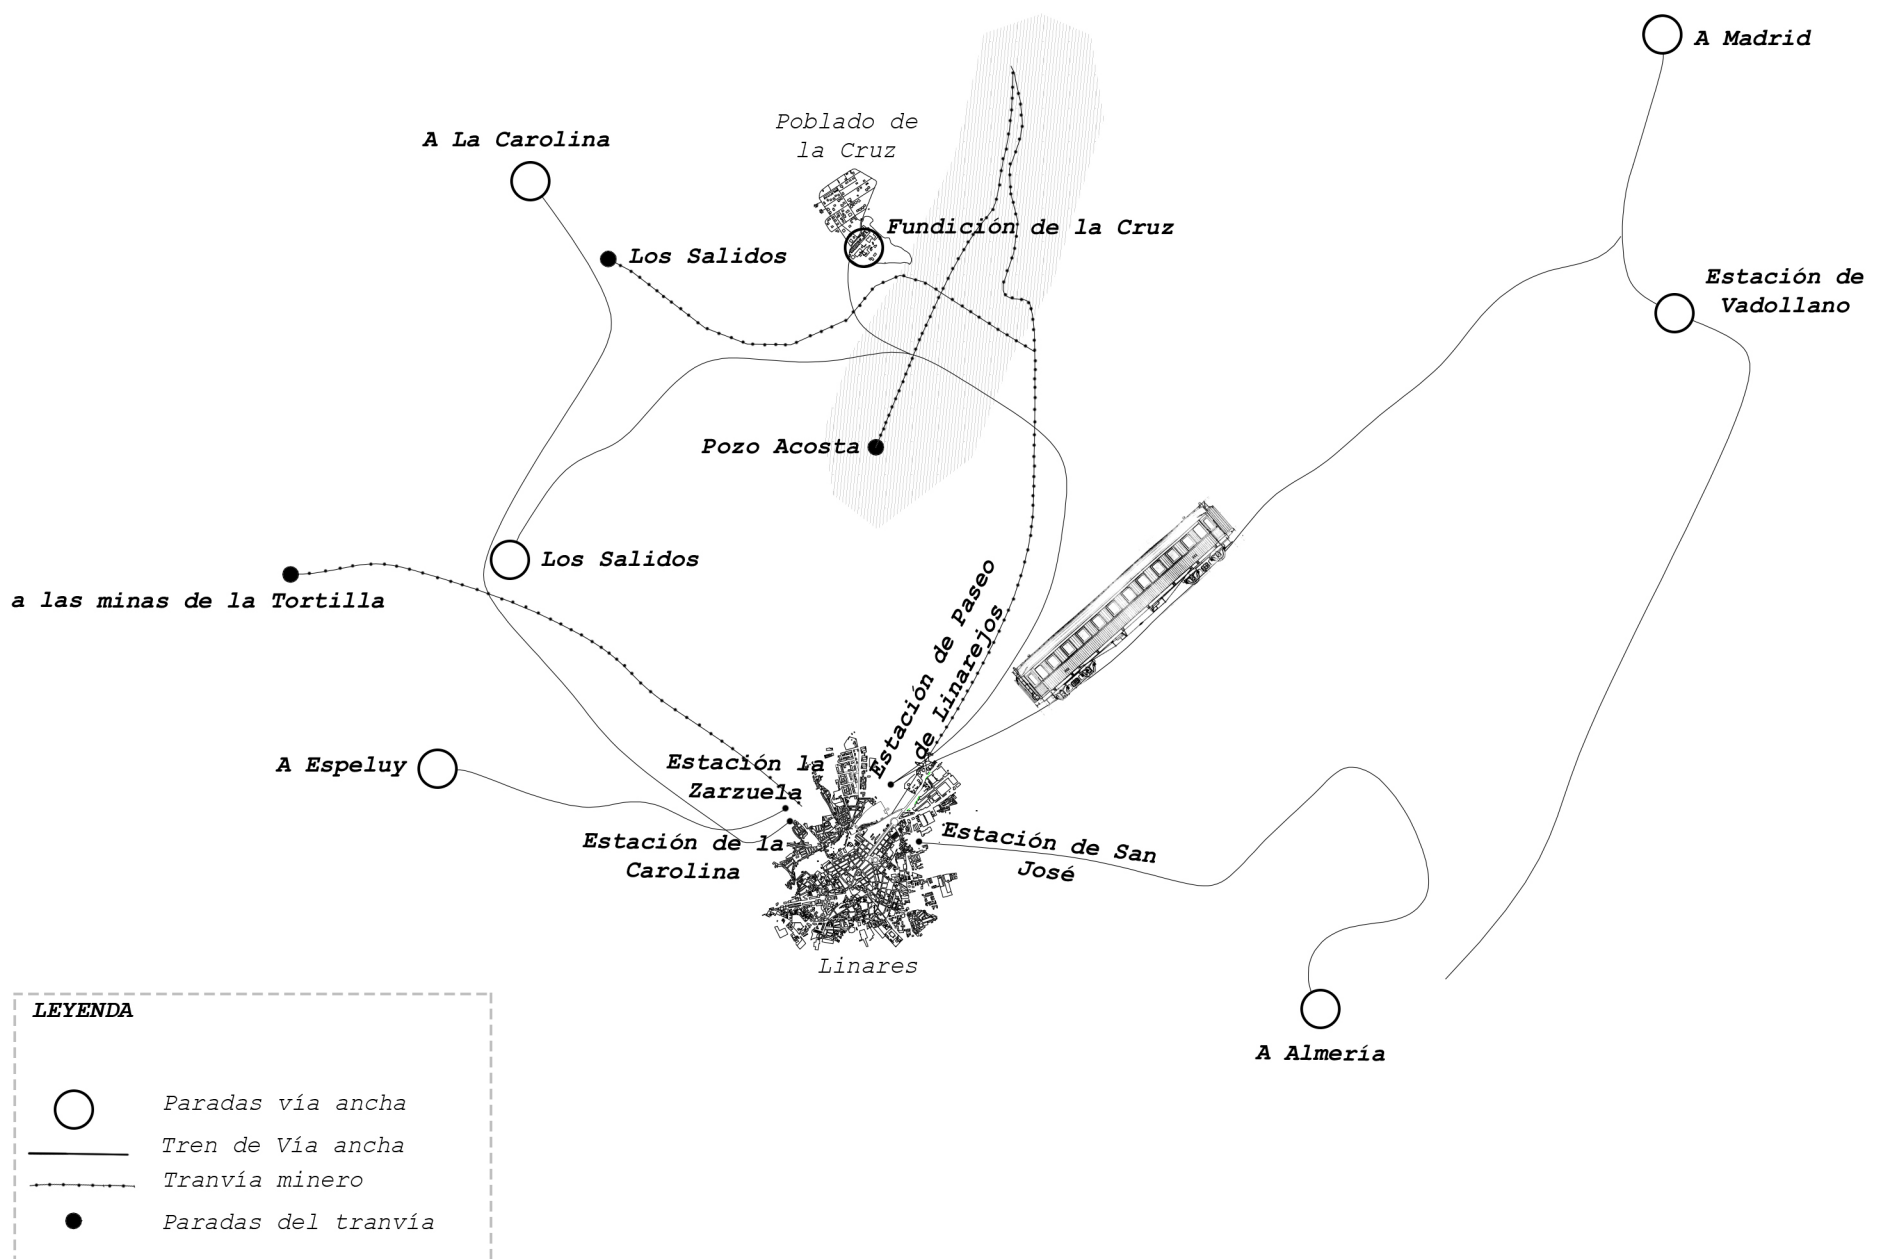 A Madrid
Poblado de
la Cruz
A La Carolina
Fundición de la Cruz
Los Salidos
Estación de
Vadollano
Pozo Acosta
Los Salidos
a las minas de la Tortilla
Estación de Paseo
de Linarejos
A Espeluy
Estación la
Zarzuela
Estación de la
Carolina
Estación de San
José
Linares
A Almería
LEYENDA
Paradas vía ancha
Tren de Vía ancha
Tranvía minero
Paradas del tranvía